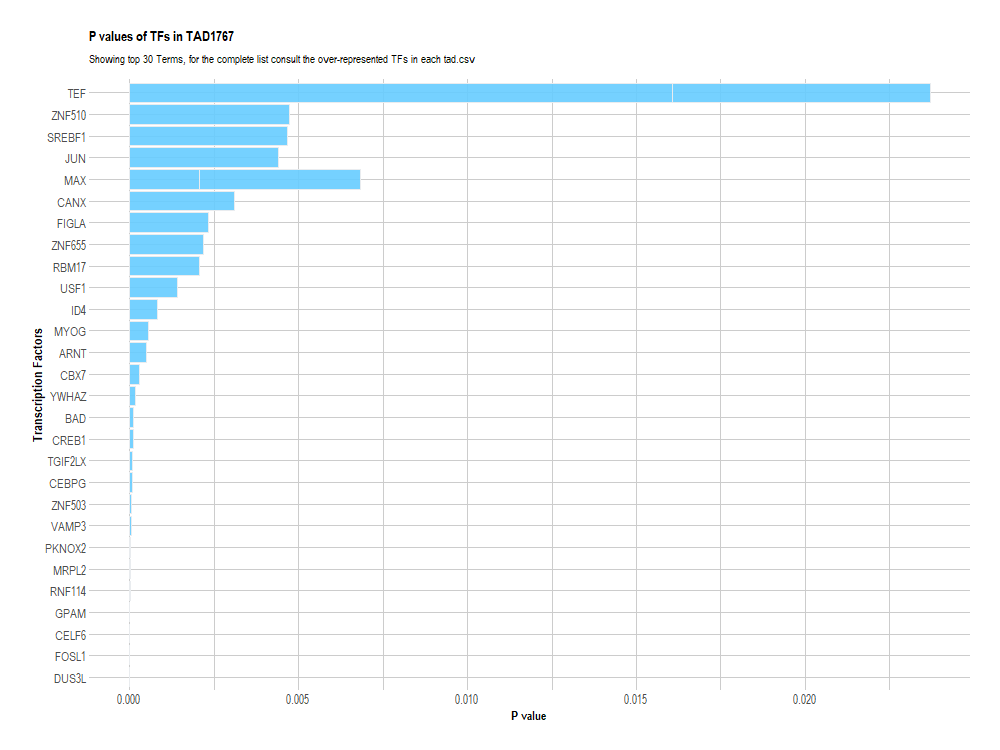 P values of TFs in TAD1767
Showing top 30 Terms, for the complete list consult the over-represented TFs in each tad.csv
TEF
ZNF510
SREBF1
JUN
MAX
CANX
FIGLA
ZNF655
RBM17
USF1
ID4
MYOG
ARNT
CBX7
YWHAZ
BAD
CREB1
TGIF2LX
CEBPG
ZNF503
VAMP3
PKNOX2
MRPL2
RNF114
GPAM
CELF6
FOSL1
DUS3L
Transcription Factors
0.000 0.005 0.010 0.015 0.020
P value